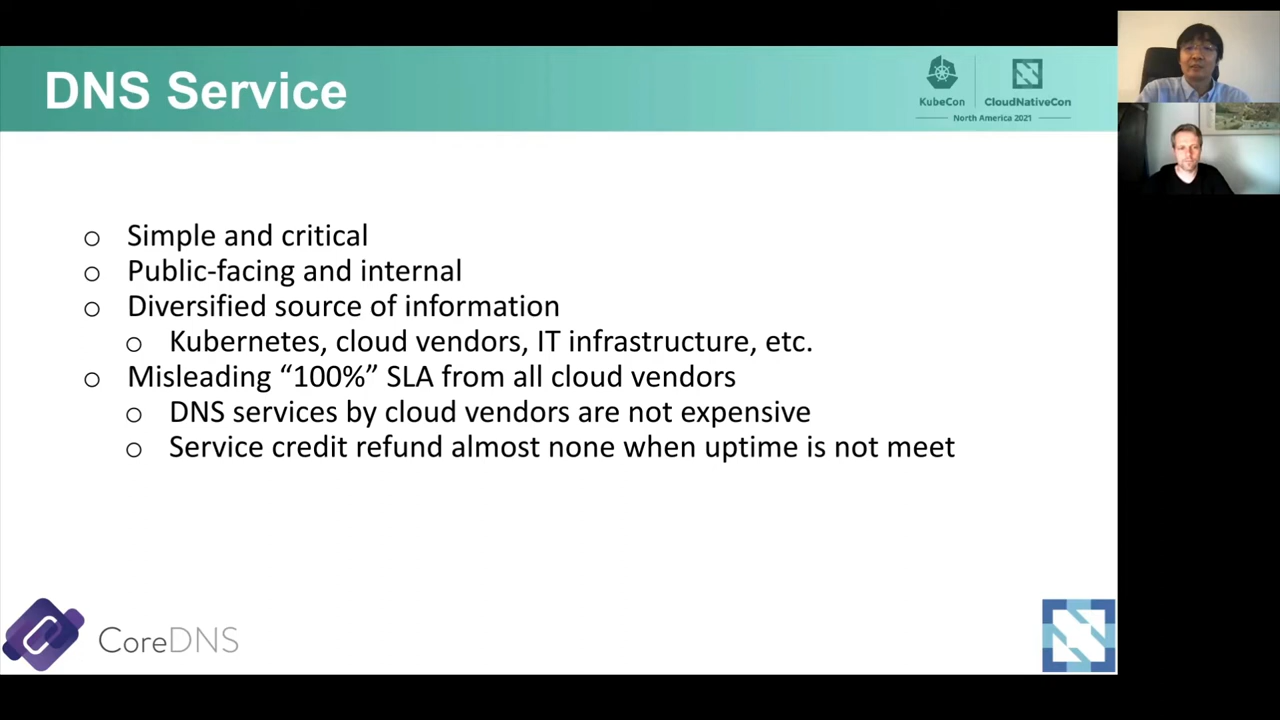 DNS Service
KubeCon
CloudNativeCon
North America 2021
Simple and critical
Public-facing and internal
Diversified source of information
Kubernetes, cloud vendors, IT infrastructure, etc.
Misleading “100%” SLA from all cloud vendors
DNS services by cloud vendors are not expensive
Service credit refund almost none when uptime is not meet
CoreDNS